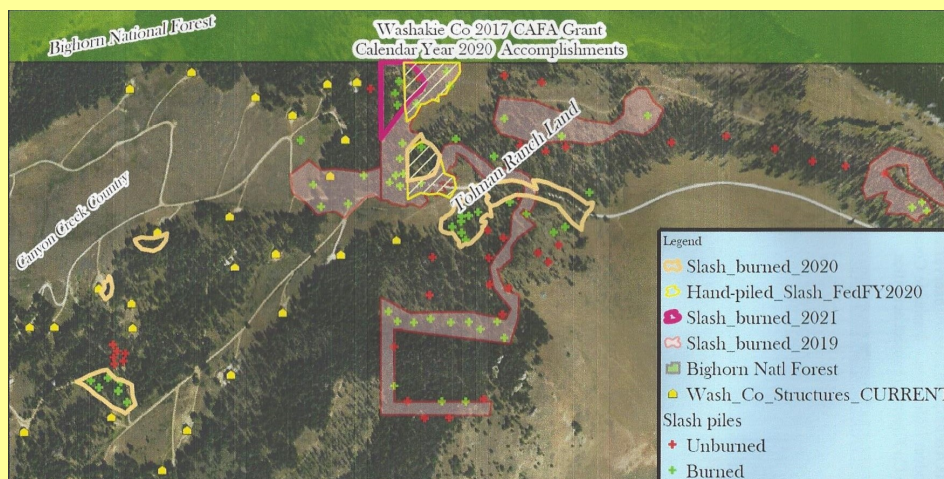 Washakie Co 2017 CAFA Grant
Calendar Year 2020 Accomplishments
Bighorn National Forest
Tolman Ranch Land
Canyon Creek Country
Legend
Slash_burned_2020
Hand-piled_Slash_FedFY2020
Slash_burned_2021
Slash_burned_2019
Bighorn Natl Forest
Wash_Co_Structures_CURRENT
Slash piles
Unburned
Burned